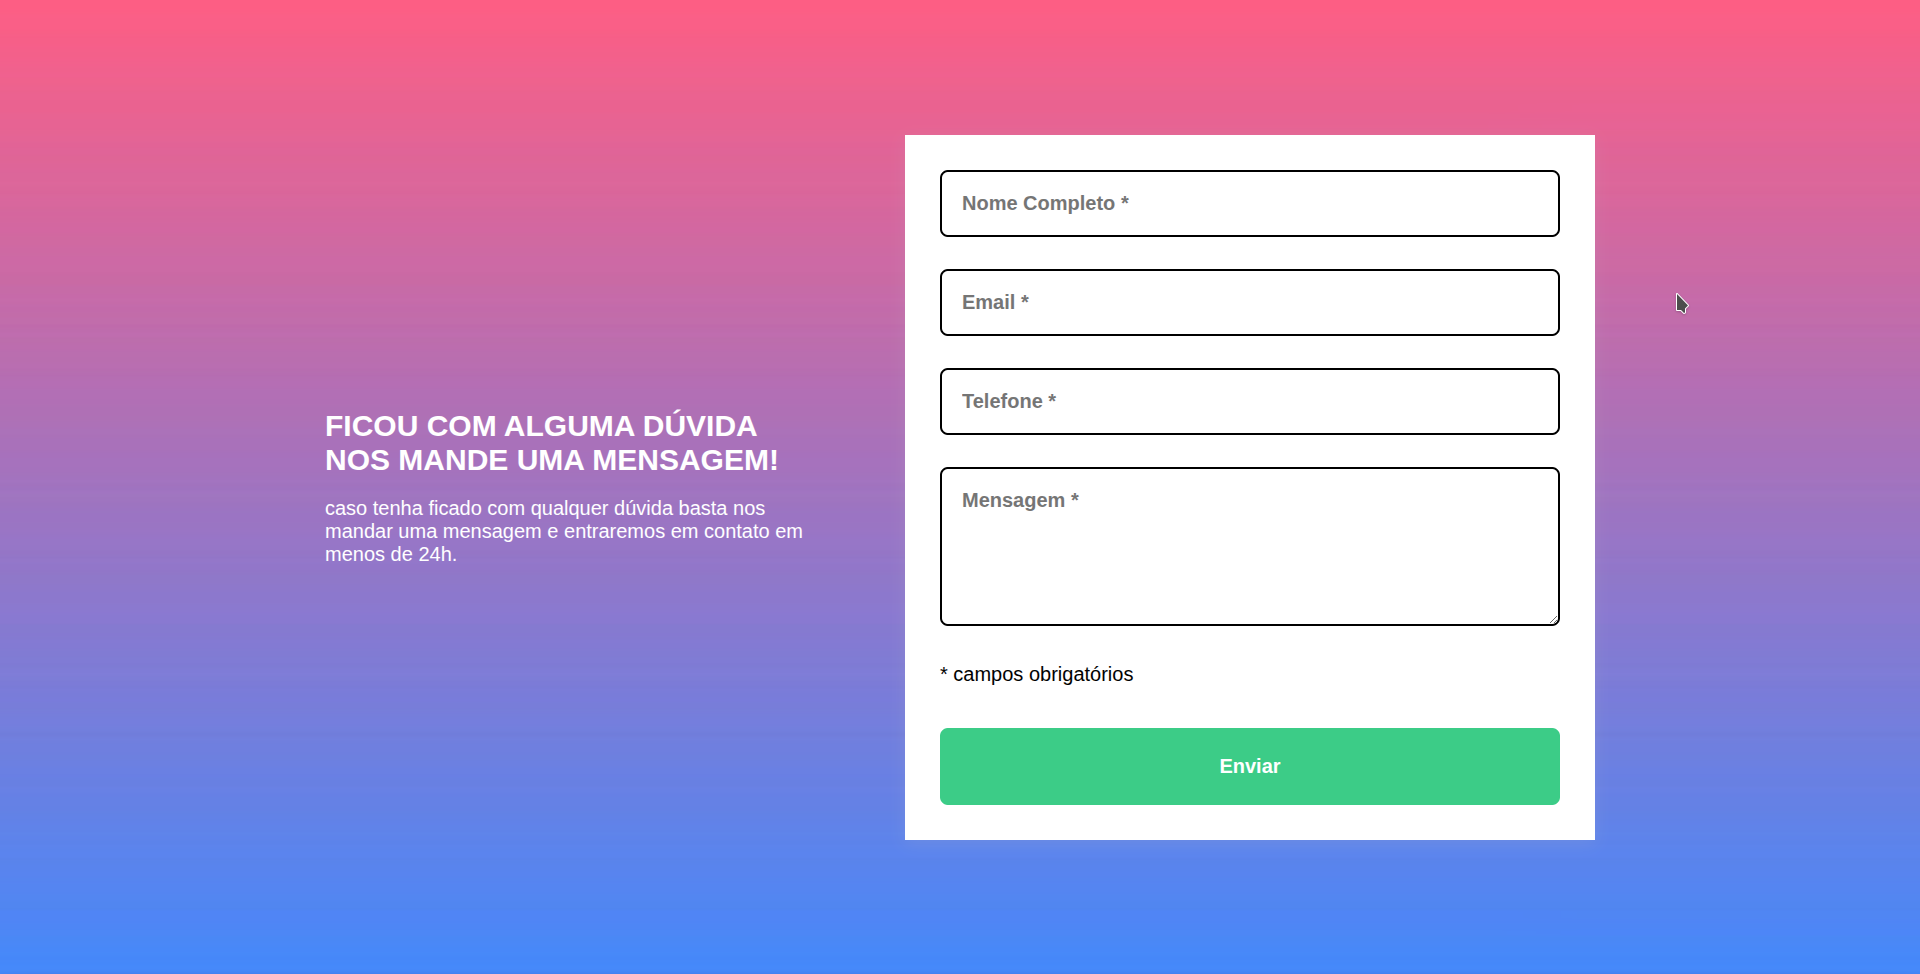 FICOU COM ALGUMA DÚVIDA
NOS MANDE UMA MENSAGEM!
caso tenha ficado com qualquer dúvida basta nos
mandar uma mensagem e entraremos em contato em
menos de 24h.
Nome Completo *
Email *
Telefone *
Mensagem *
* campos obrigatórios
Enviar